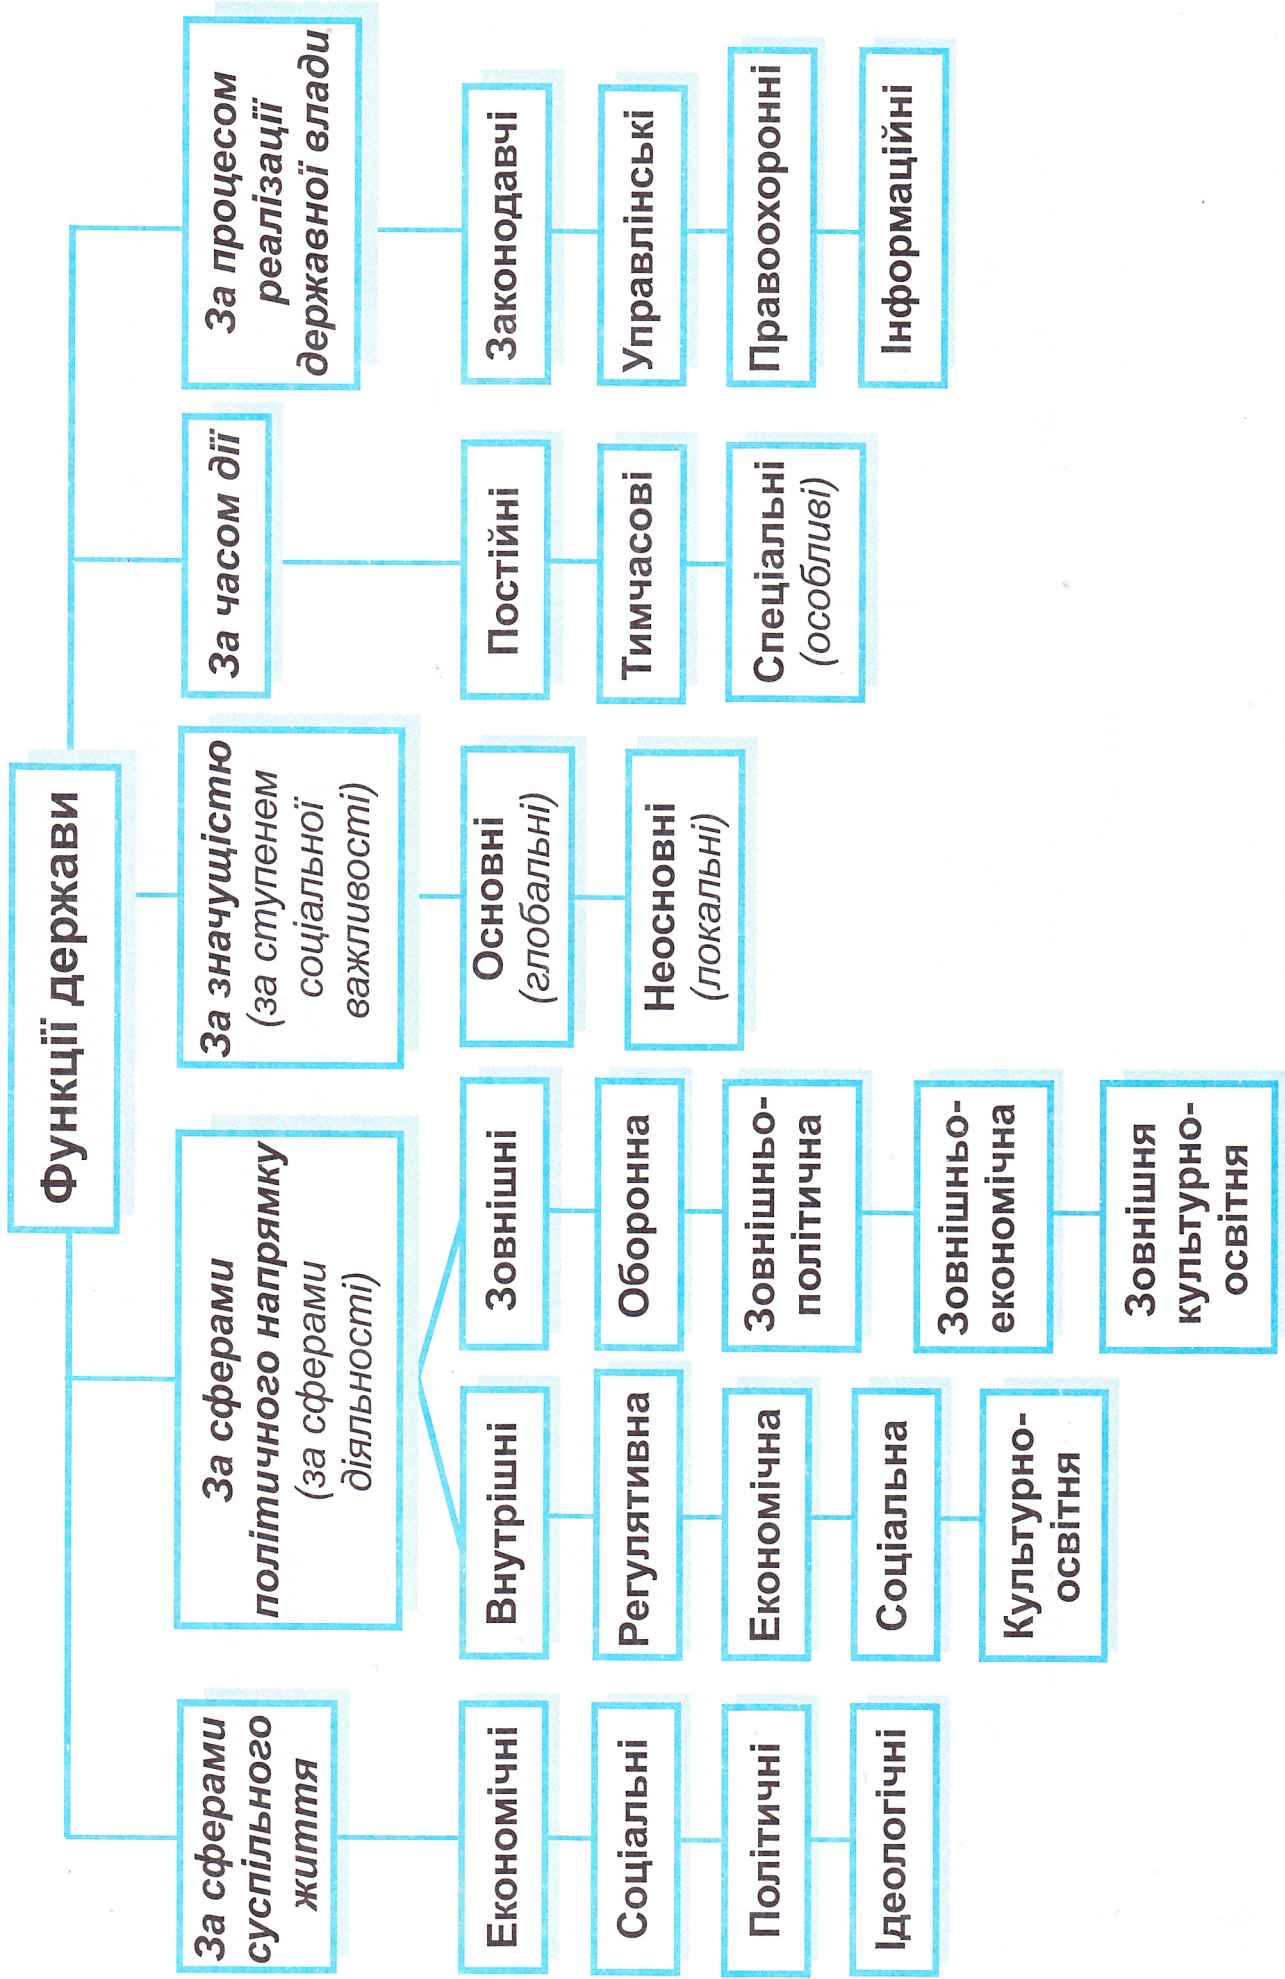 Функції держави
За сферами
суспільного
життя
Економічні
Соціальні
Політичні
Ідеологічні
За сферами
політичного напрямку
(за сферами
діяльності)
Внутрішні
Регулятивна
Економічна
Соціальна
Культурно-
освітня
Зовнішні
Оборонна
Зовнішньо-
політична
Зовнішньо-
економічна
Зовнішня
культурно-
освітня
За значущістю
(за ступенем
соціальної
важливості)
Основні
(глобальні)
Неосновні
(локальні)
За часом дії
Постійні
Тимчасові
Спеціальні
(особливі)
За процесом
реалізації
державної влади
Законодавчі
Управлінські
Правоохоронні
Інформаційні